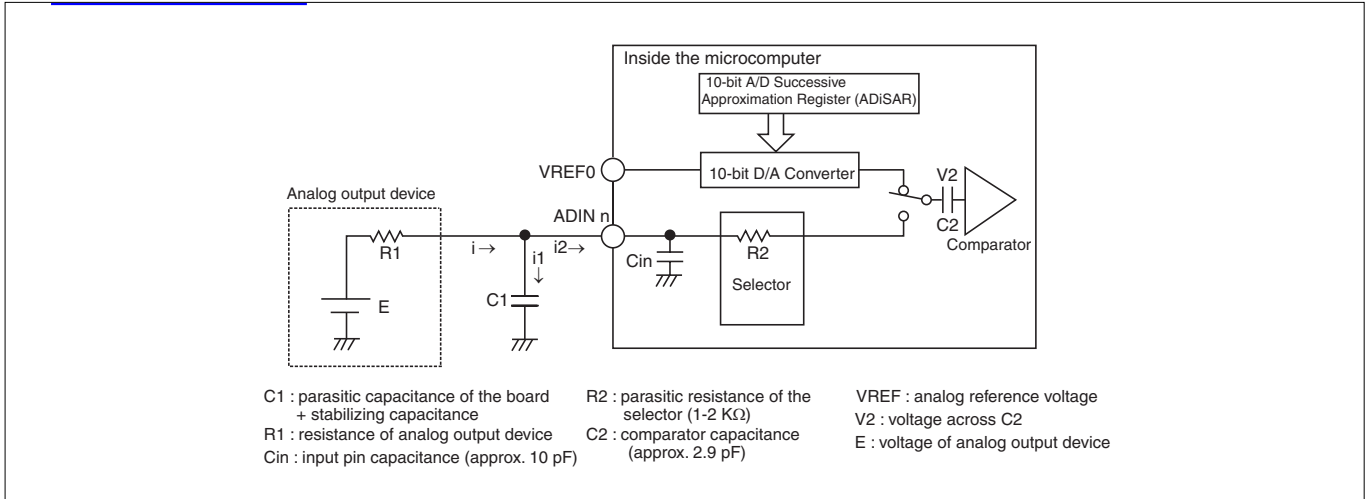 Inside the microcomputer
10-bit A/D Successive
Approximation Register (ADiSAR)
VREF0
10-bit D/A Converter
V2
C2
Comparator
Analog output device
ADIN n
R1
i→
i1
↓
i2→
Cin
R2
Selector
C1
E
C1 : parasitic capacitance of the board
+ stabilizing capacitance
R1 : resistance of analog output device
Cin : input pin capacitance (approx. 10 pF)
R2 : parasitic resistance of the
selector (1-2 KΩ)
C2 : comparator capacitance
(approx. 2.9 pF)
VREF : analog reference voltage
V2 : voltage across C2
E : voltage of analog output device